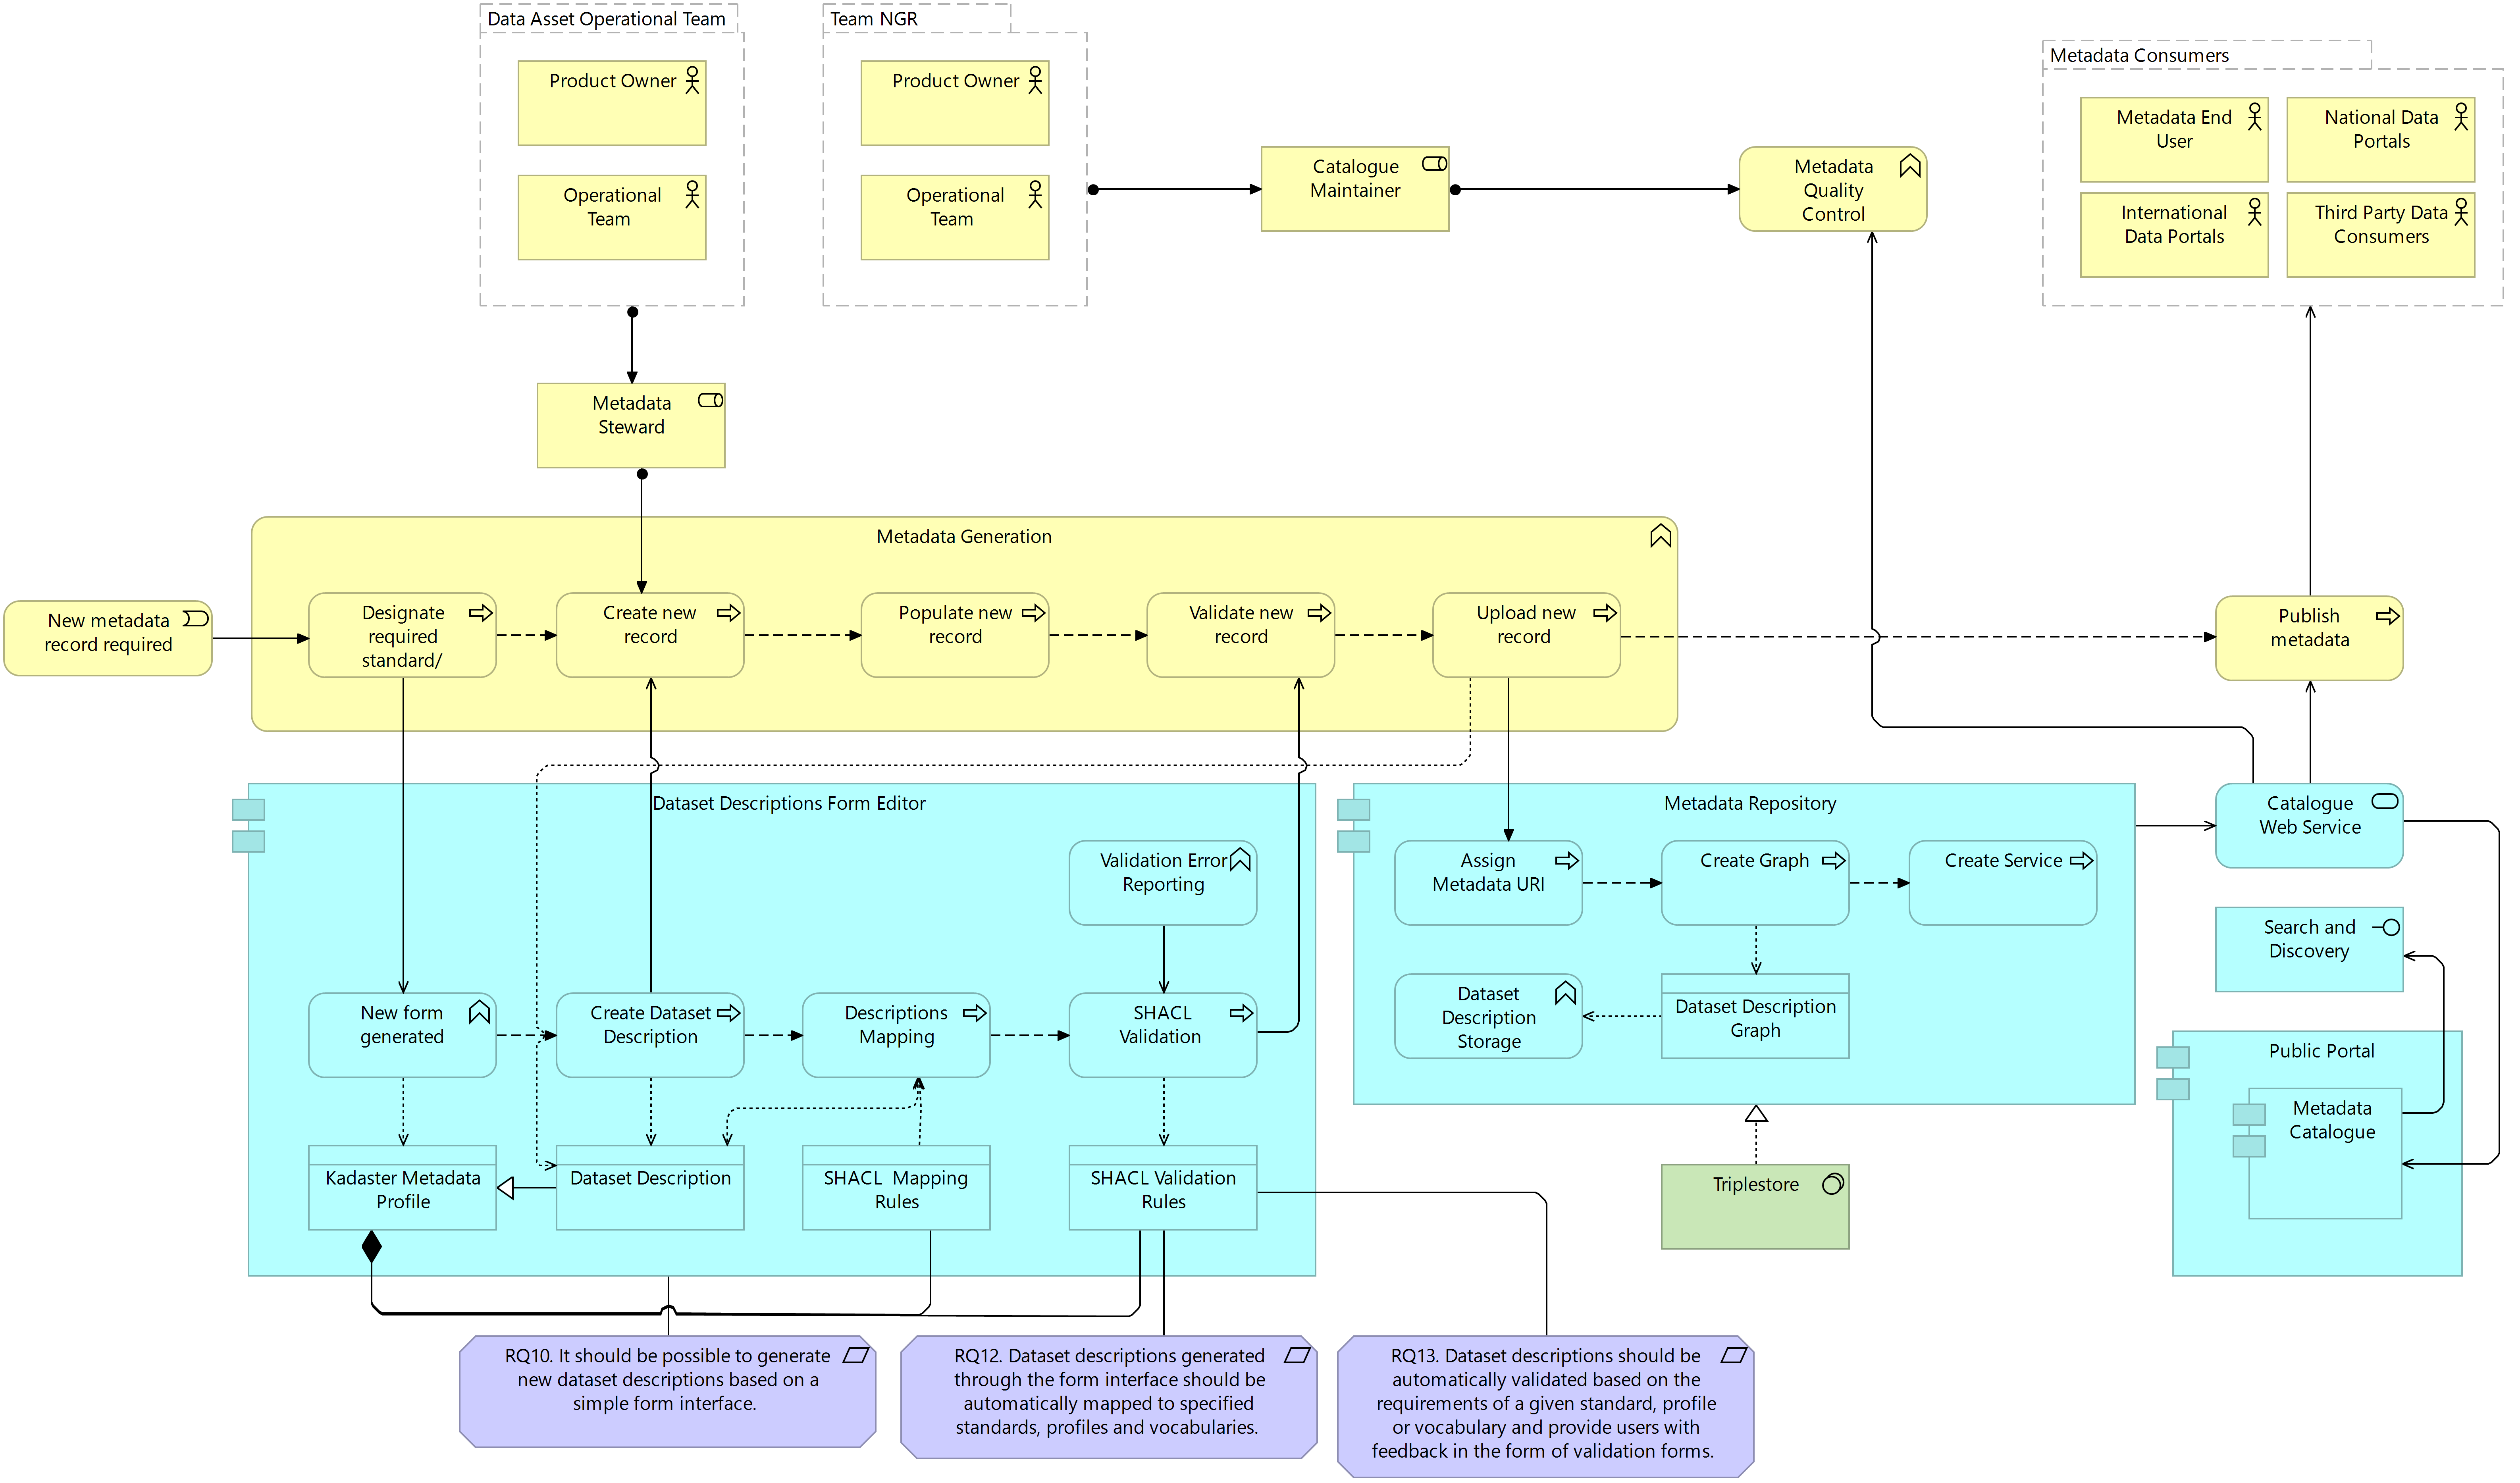 Data Asset Operational Team
Product Owner
Operational
Team
Team NGR
Product Owner
Operational
Team
Catalogue
Maintainer
Metadata
Quality
Control
Metadata Consumers
Metadata End
User
National Data
Portals
International
Data Portals
Third Party Data
Consumers
Metadata
Steward
Metadata Generation
New metadata
record required
Designate
required
standard/
Create new
record
Populate new
record
Validate new
record
Upload new
record
Publish
metadata
Dataset Descriptions Form Editor
Validation Error
Reporting
New form
generated
Create Dataset
Description
Descriptions
Mapping
SHACL
Validation
Kadaster Metadata
Profile
Dataset Description
SHACL  Mapping
Rules
SHACL Validation
Rules
Metadata Repository
Assign
Metadata URI
Create Graph
Create Service
Dataset
Description
Storage
Dataset Description
Graph
Triplestore
Catalogue
Web Service
Search and
Discovery
Public Portal
Metadata
Catalogue
RQ10. It should be possible to generate
new dataset descriptions based on a
simple form interface.
RQ12. Dataset descriptions generated
through the form interface should be
automatically mapped to specified
standards, profiles and vocabularies.
RQ13. Dataset descriptions should be
automatically validated based on the
requirements of a given standard, profile
or vocabulary and provide users with
feedback in the form of validation forms.